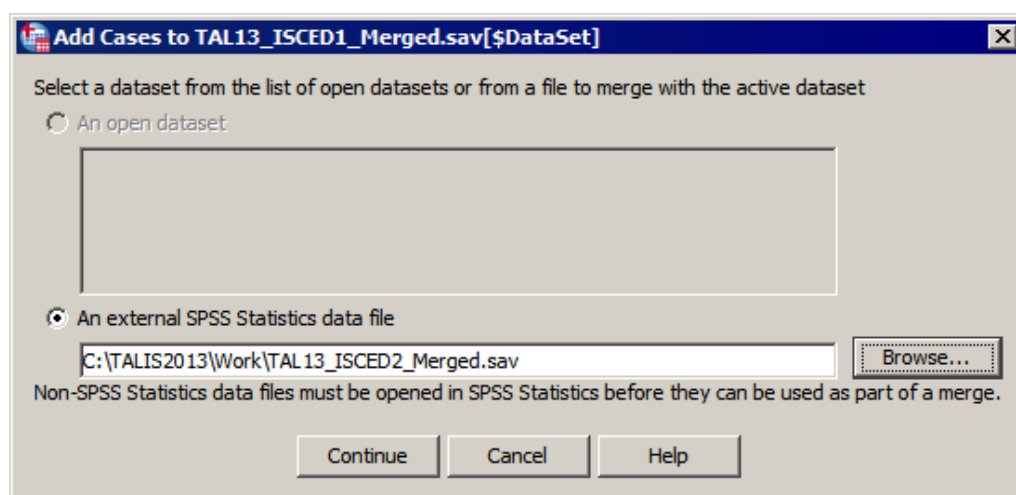 Add Cases to TAL13_ISCED1_Merged.sav[$DataSet]
Select a dataset from the list of open datasets or from a file to merge with the active dataset
An open dataset
An external SPSS Statistics data file
C:\TALIS2013\Work\TAL13_ISCED2_Merged.sav
Browse...
Non-SPSS Statistics data files must be opened in SPSS Statistics before they can be used as part of a merge.
Continue
Cancel
Help